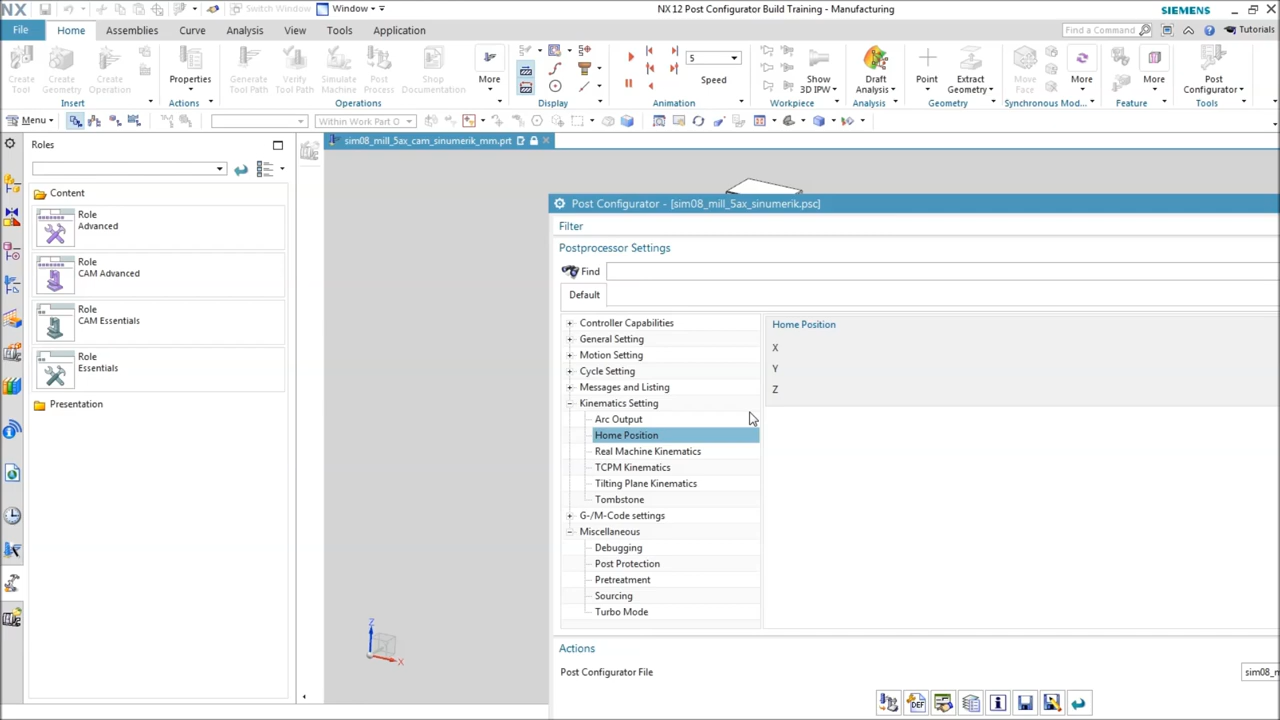 NX
Switch Window
Window
NX 12 Post Configurator Build Training - Manufacturing
SIEMENS
File
Home
Assemblies
Curve
Analysis
View
Tools
Application
Find a Command
Tutorials
Create Tool
Create Geometry
Create Operation
Properties
Generate Tool Path
Verify Tool Path
Simulate Machine
Post Process
Shop Documentation
More
5
Speed
Show 3D IPW
Draft Analysis
Point
Extract Geometry
Move Face
More
More
Post Configurator
Insert
Actions
Operations
Display
Animation
Workpiece
Analysis
Geometry
Synchronous Mod...
Feature
Tools
Menu
Within Work Part O
Roles
sim08_mill_5ax_cam_sinumerik_mm.prt
Content
Role
Advanced
Role
CAM Advanced
Role
CAM Essentials
Role
Essentials
Presentation
Post Configurator - [sim08_mill_5ax_sinumerik.psc]
Filter
Postprocessor Settings
Find
Default
Controller Capabilities
General Setting
Motion Setting
Cycle Setting
Messages and Listing
Kinematics Setting
Arc Output
Home Position
Real Machine Kinematics
TCPM Kinematics
Tilting Plane Kinematics
Tombstone
G-/M-Code settings
Miscellaneous
Debugging
Post Protection
Pretreatment
Sourcing
Turbo Mode
Home Position
X
Y
Z
Actions
Post Configurator File
sim08_m
DEF
Z
X